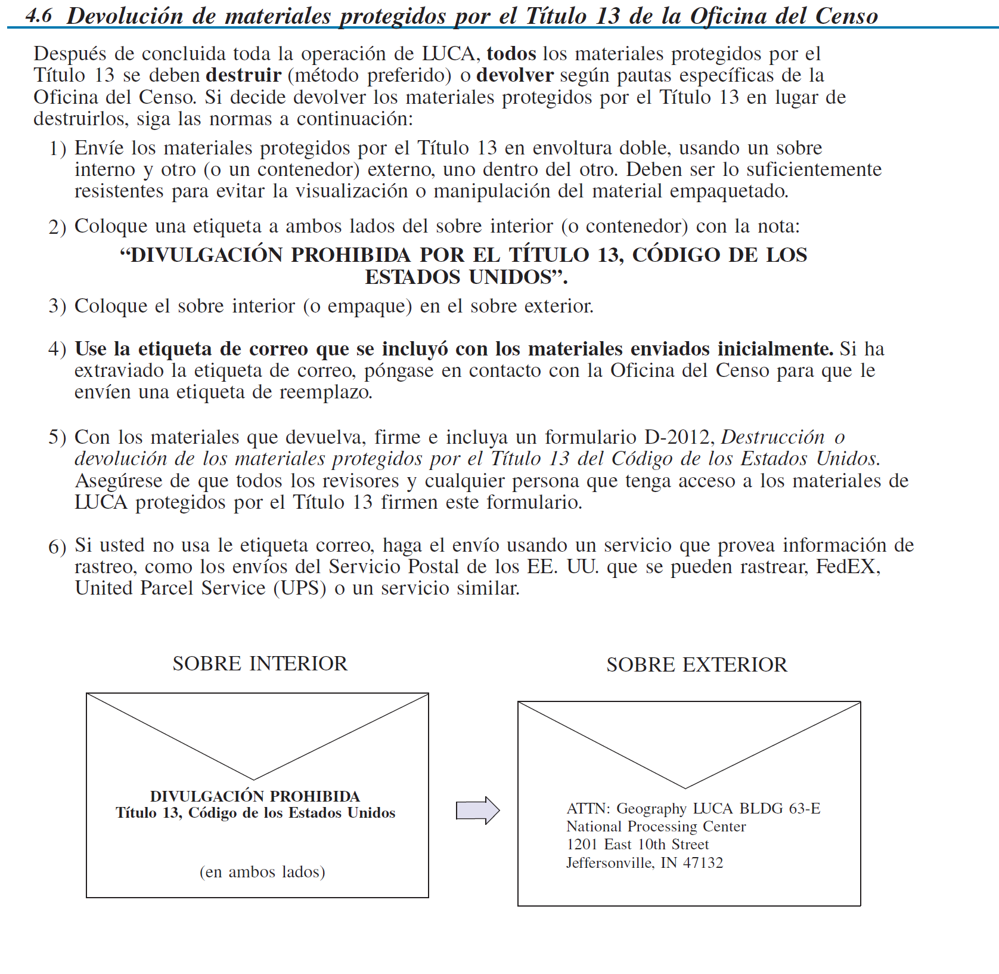 4.6 Devolución de materiales protegidos por el Título 13 de la Oficina del Censo
Después de concluida toda la operación de LUCA, todos los materiales protegidos por el
Título 13 se deben destruir (método preferido) o devolver según pautas específicas de la
Oficina del Censo. Si decide devolver los materiales protegidos por el Título 13 en lugar de
destruirlos, siga las normas a continuación:
1) Envíe los materiales protegidos por el Título 13 en envoltura doble, usando un sobre
interno y otro (o un contenedor) externo, uno dentro del otro. Deben ser lo suficientemente
resistentes para evitar la visualización o manipulación del material empaquetado.
2) Coloque una etiqueta a ambos lados del sobre interior (o contenedor) con la nota:
“DIVULGACIÓN PROHIBIDA POR EL TÍTULO 13, CÓDIGO DE LOS
ESTADOS UNIDOS”.
3) Coloque el sobre interior (o empaque) en el sobre exterior.
4) Use la etiqueta de correo que se incluyó con los materiales enviados inicialmente. Si ha
extraviado la etiqueta de correo, póngase en contacto con la Oficina del Censo para que le
envíen una etiqueta de reemplazo.
5) Con los materiales que devuelva, firme e incluya un formulario D-2012, Destrucción o
devolución de los materiales protegidos por el Título 13 del Código de los Estados Unidos.
Asegúrese de que todos los revisores y cualquier persona que tenga acceso a los materiales de
LUCA protegidos por el Título 13 firmen este formulario.
6) Si usted no usa le etiqueta correo, haga el envío usando un servicio que provea información de
rastreo, como los envíos del Servicio Postal de los EE. UU. que se pueden rastrear, FedEX,
United Parcel Service (UPS) o un servicio similar.
SOBRE INTERIOR
DIVULGACIÓN PROHIBIDA
Título 13, Código de los Estados Unidos
(en ambos lados)
SOBRE EXTERIOR
ATTN: Geography LUCA BLDG 63-E
National Processing Center
1201 East 10th Street
Jeffersonville, IN 47132